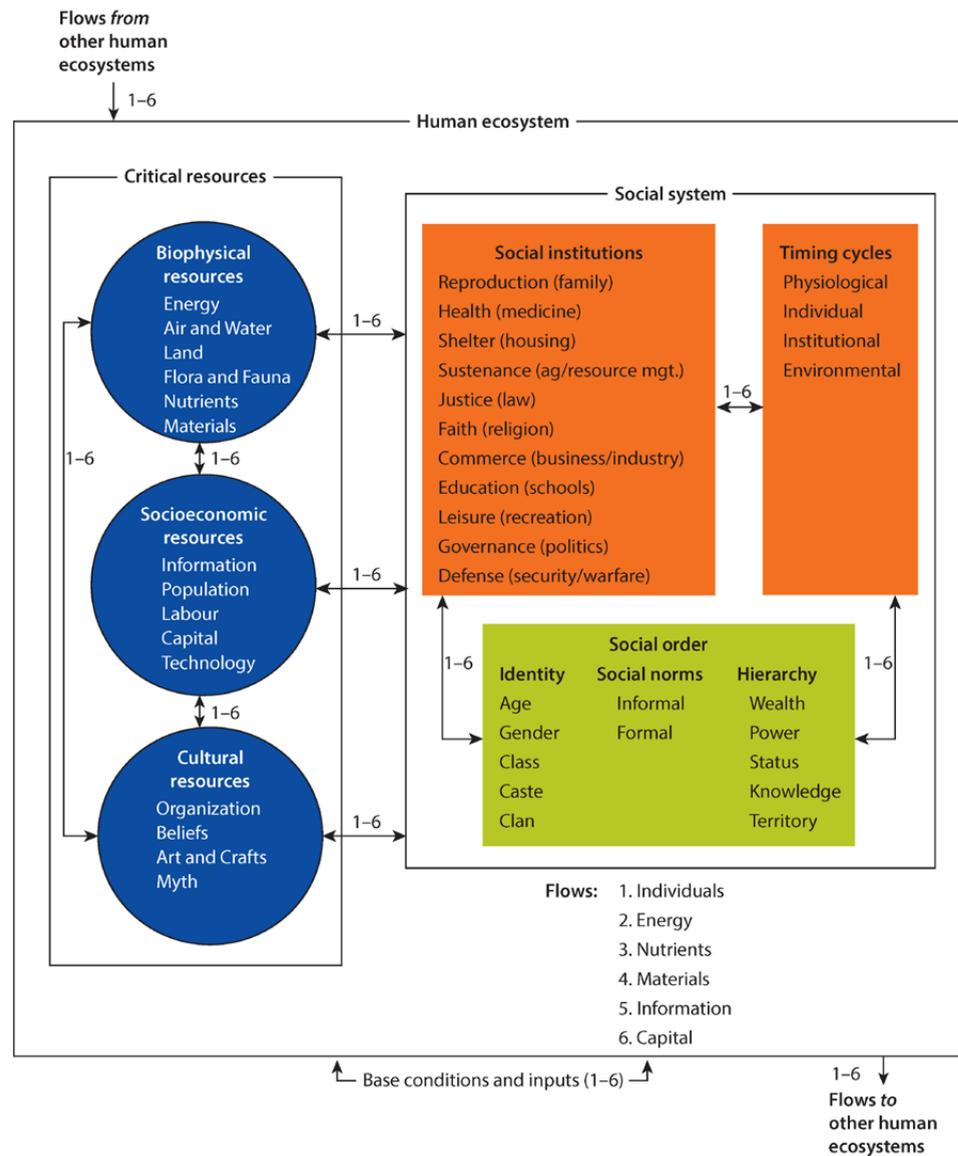 Flows from
other human
ecosystems
1–6
Human ecosystem
Critical resources
Social system
Biophysical
resources
Energy
Air and Water
Land
Flora and Fauna
Nutrients
Materials
1–6
1–6
1–6
Socioeconomic
resources
Information
Population
Labour
Capital
Technology
1–6
1–6
Cultural
resources
Organization
Beliefs
Art and Crafts
Myth
1–6
Social institutions
Reproduction (family)
Health (medicine)
Shelter (housing)
Sustenance (ag/resource mgt.)
Justice (law)
Faith (religion)
Commerce (business/industry)
Education (schools)
Leisure (recreation)
Governance (politics)
Defense (security/warfare)
1–6
Timing cycles
Physiological
Individual
Institutional
Environmental
1–6
1–6
Social order
Identity
Age
Gender
Class
Caste
Clan
Social norms
Informal
Formal
Hierarchy
Wealth
Power
Status
Knowledge
Territory
Flows: 1. Individuals
2. Energy
3. Nutrients
4. Materials
5. Information
6. Capital
Base conditions and inputs (1–6)
1–6
Flows to
other human
ecosystems